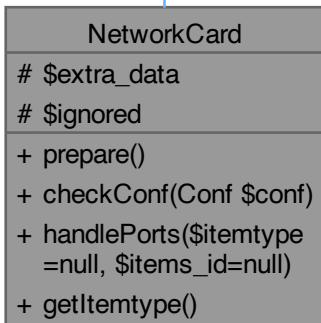 NetworkCard
# $extra_data
# $ignored
+ prepare()
+ checkConf(Conf $conf)
+ handlePorts($itemtype
=null, $items_id=null)
+ getItemtype()